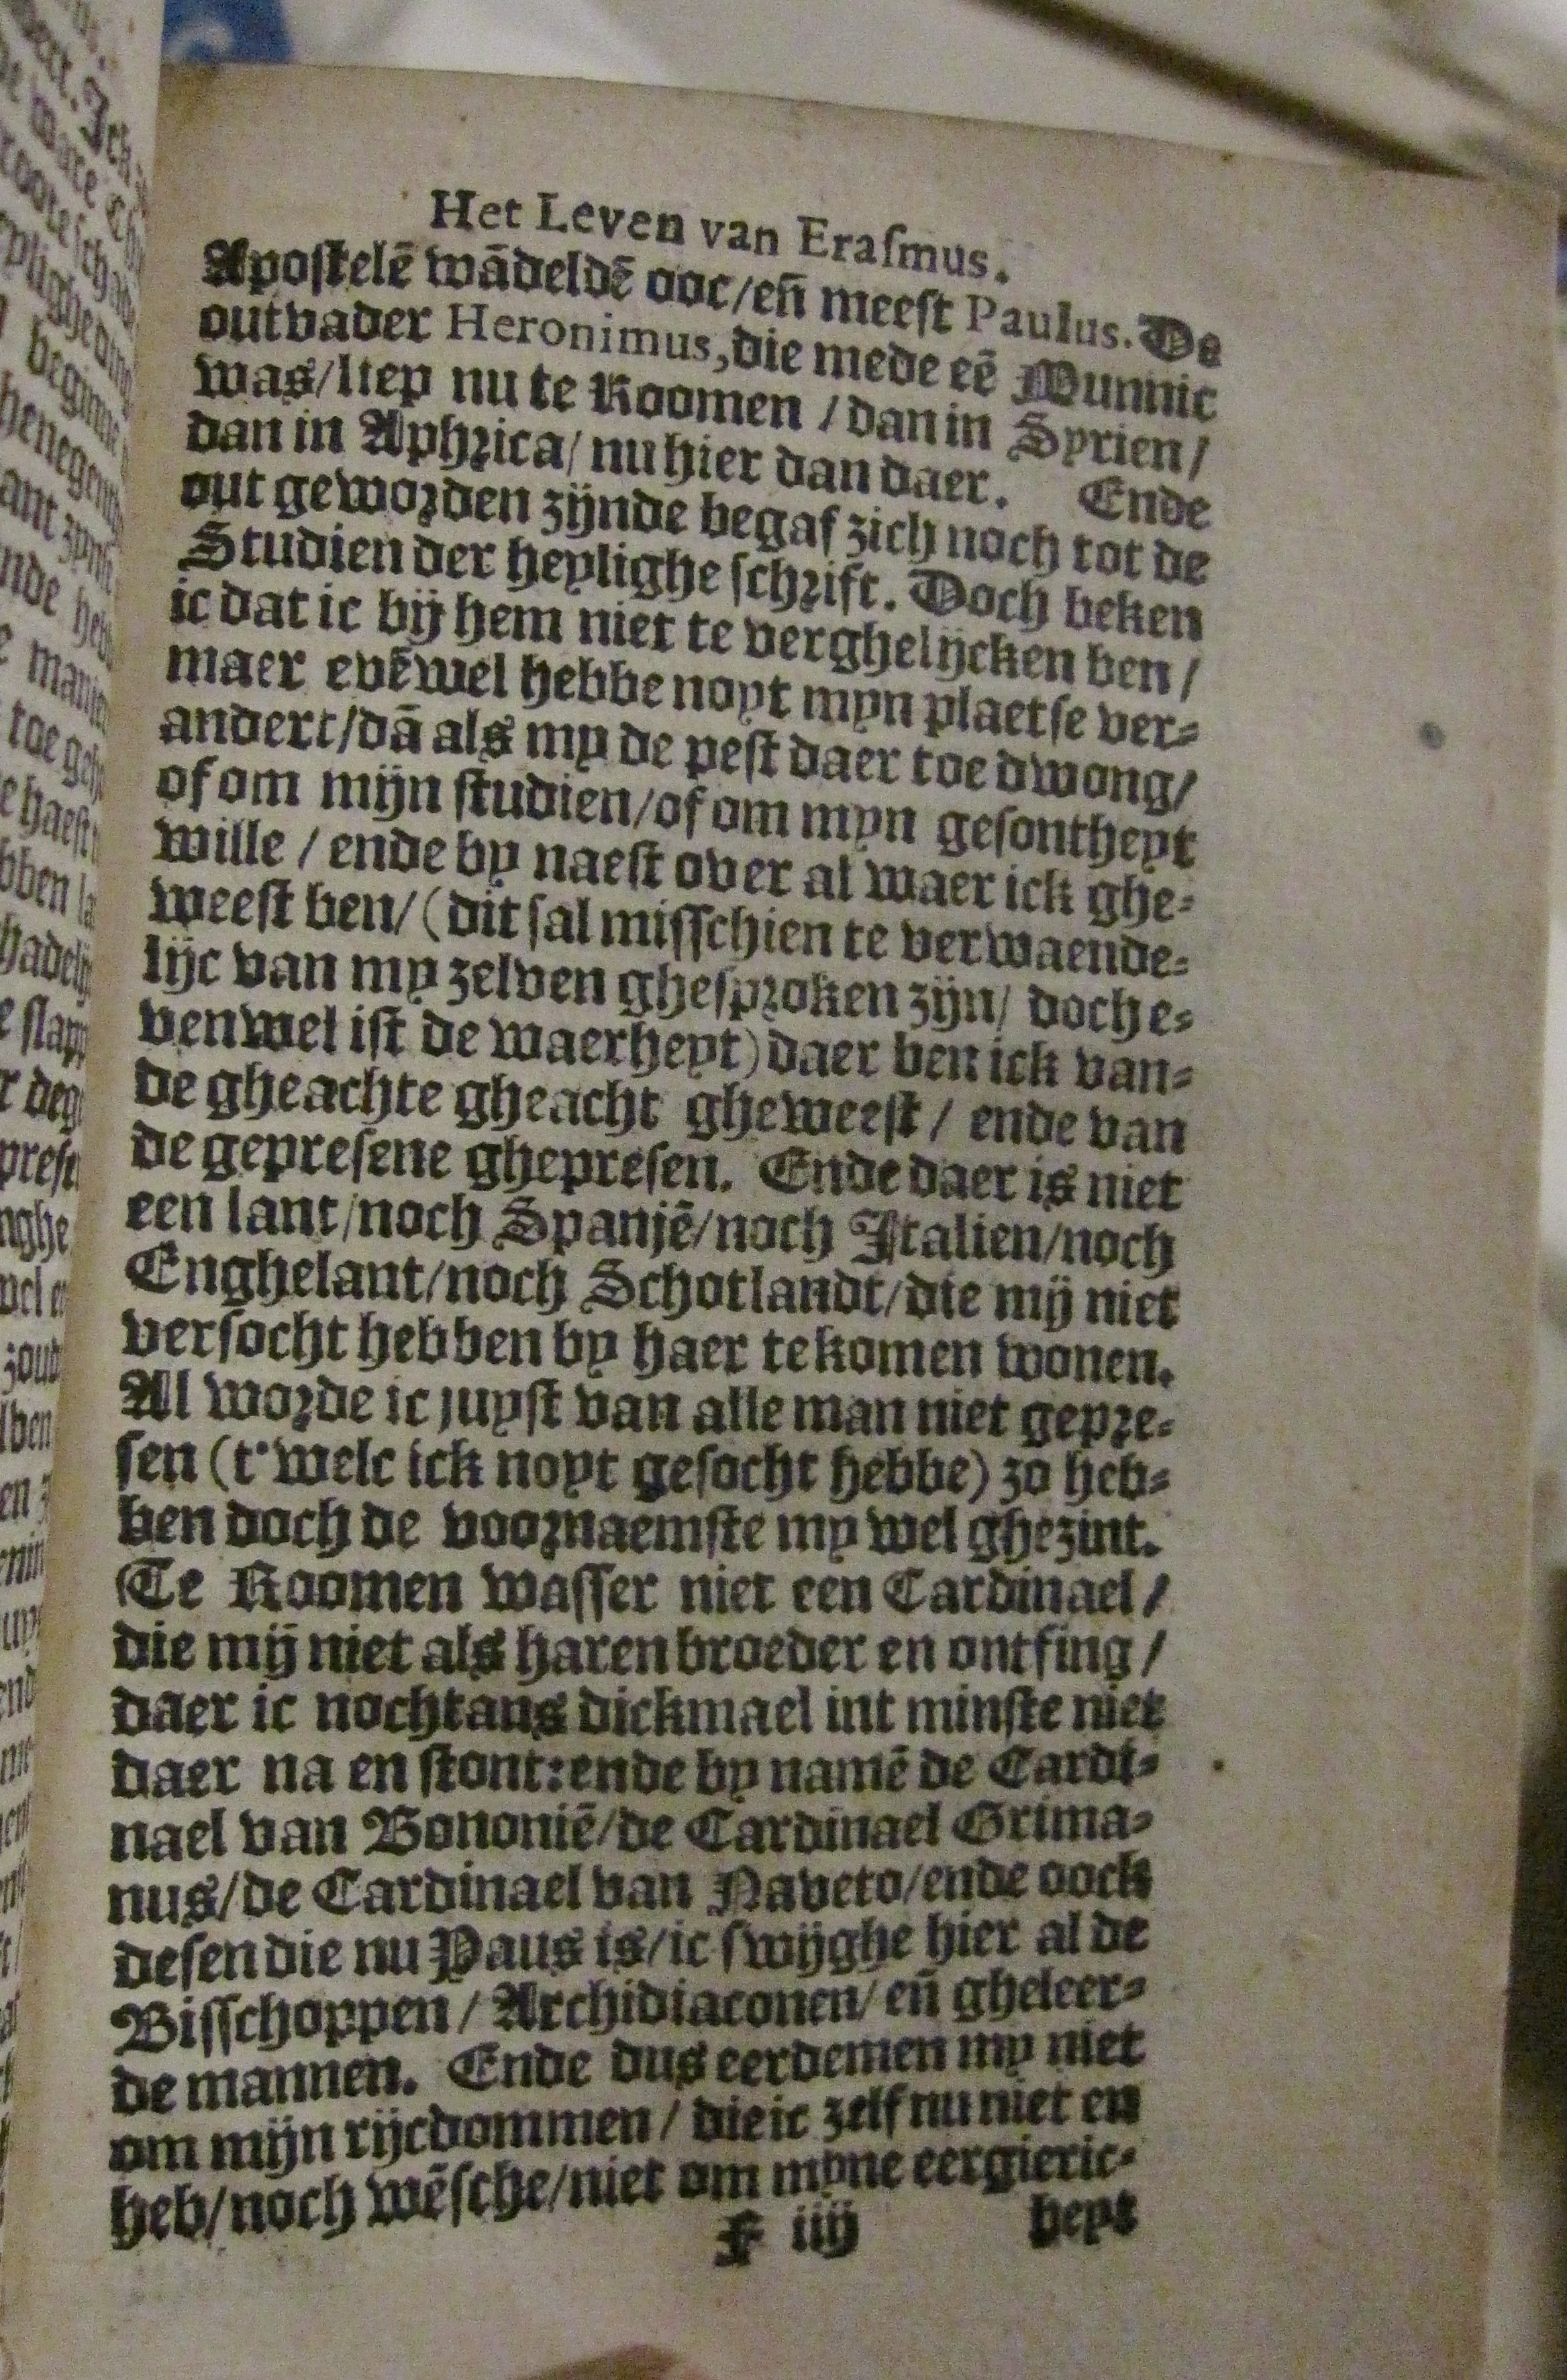 Het Leven van Eraſmus.
Apoſtelē wādeldē ooc/en̄ meeſt Paulus. De
outvader Heronimus, die mede eē Munnic
was/liep nu te Roomen / dan in Syrien/
dan in Aphrica/ nu hier dan daer. Ende
out geworden zijnde begaf zich noch tot de
Studien der heylighe ſchrift. Doch beken
ic dat ic bij hem niet te verghelijcken ben /
maer evēwel hebbe noyt myn plaetſe ver-
andert/dā als my de peſt daer toe dwong/
of om mijn ſtudien/of om myn geſontheyt
wille / ende by naeſt over al waer ick ghe-
weeſt ben/ (dit ſal miſſchien te verwaende-
lijc van my zelven gheſproken zijn/ doch e-
venwel iſt de waerheyt) daer ben ick van-
de gheachte gheacht gheweeſt / ende van
de gepreſene ghepreſen. Ende daer is niet
een lant/noch Spanjē/noch Italien/noch
Enghelant/noch Schotlandt/die mij niet
verſocht hebben by haer te komen wonen.
Al worde ic juyſt van alle man niet gepre-
ſen (t'welc ick noyt geſocht hebbe) zo heb-
ben doch de voornaemſte my wel ghezint.
Te Roomen waſſer niet een Cardinael /
die mij niet als haren broeder en ontfing /
daer ic nochtans dickmael int minſte niet
daer na en ſtont: ende by namē de Cardi-
nael van Bononiē/de Cardinael Grima-
nus/de Cardinael van Naveto/ende oock
deſen die nu Paus is/ic ſwijghe hier al de
Biſſchoppen / Archidiaconen/ en̄ gheleer-
de mannen. Ende dus eerdemen my niet
om mijn rijcdommen / die ic zelf nu niet en
heb/noch wēſche/niet om myne eergieric-
F iiij heyt